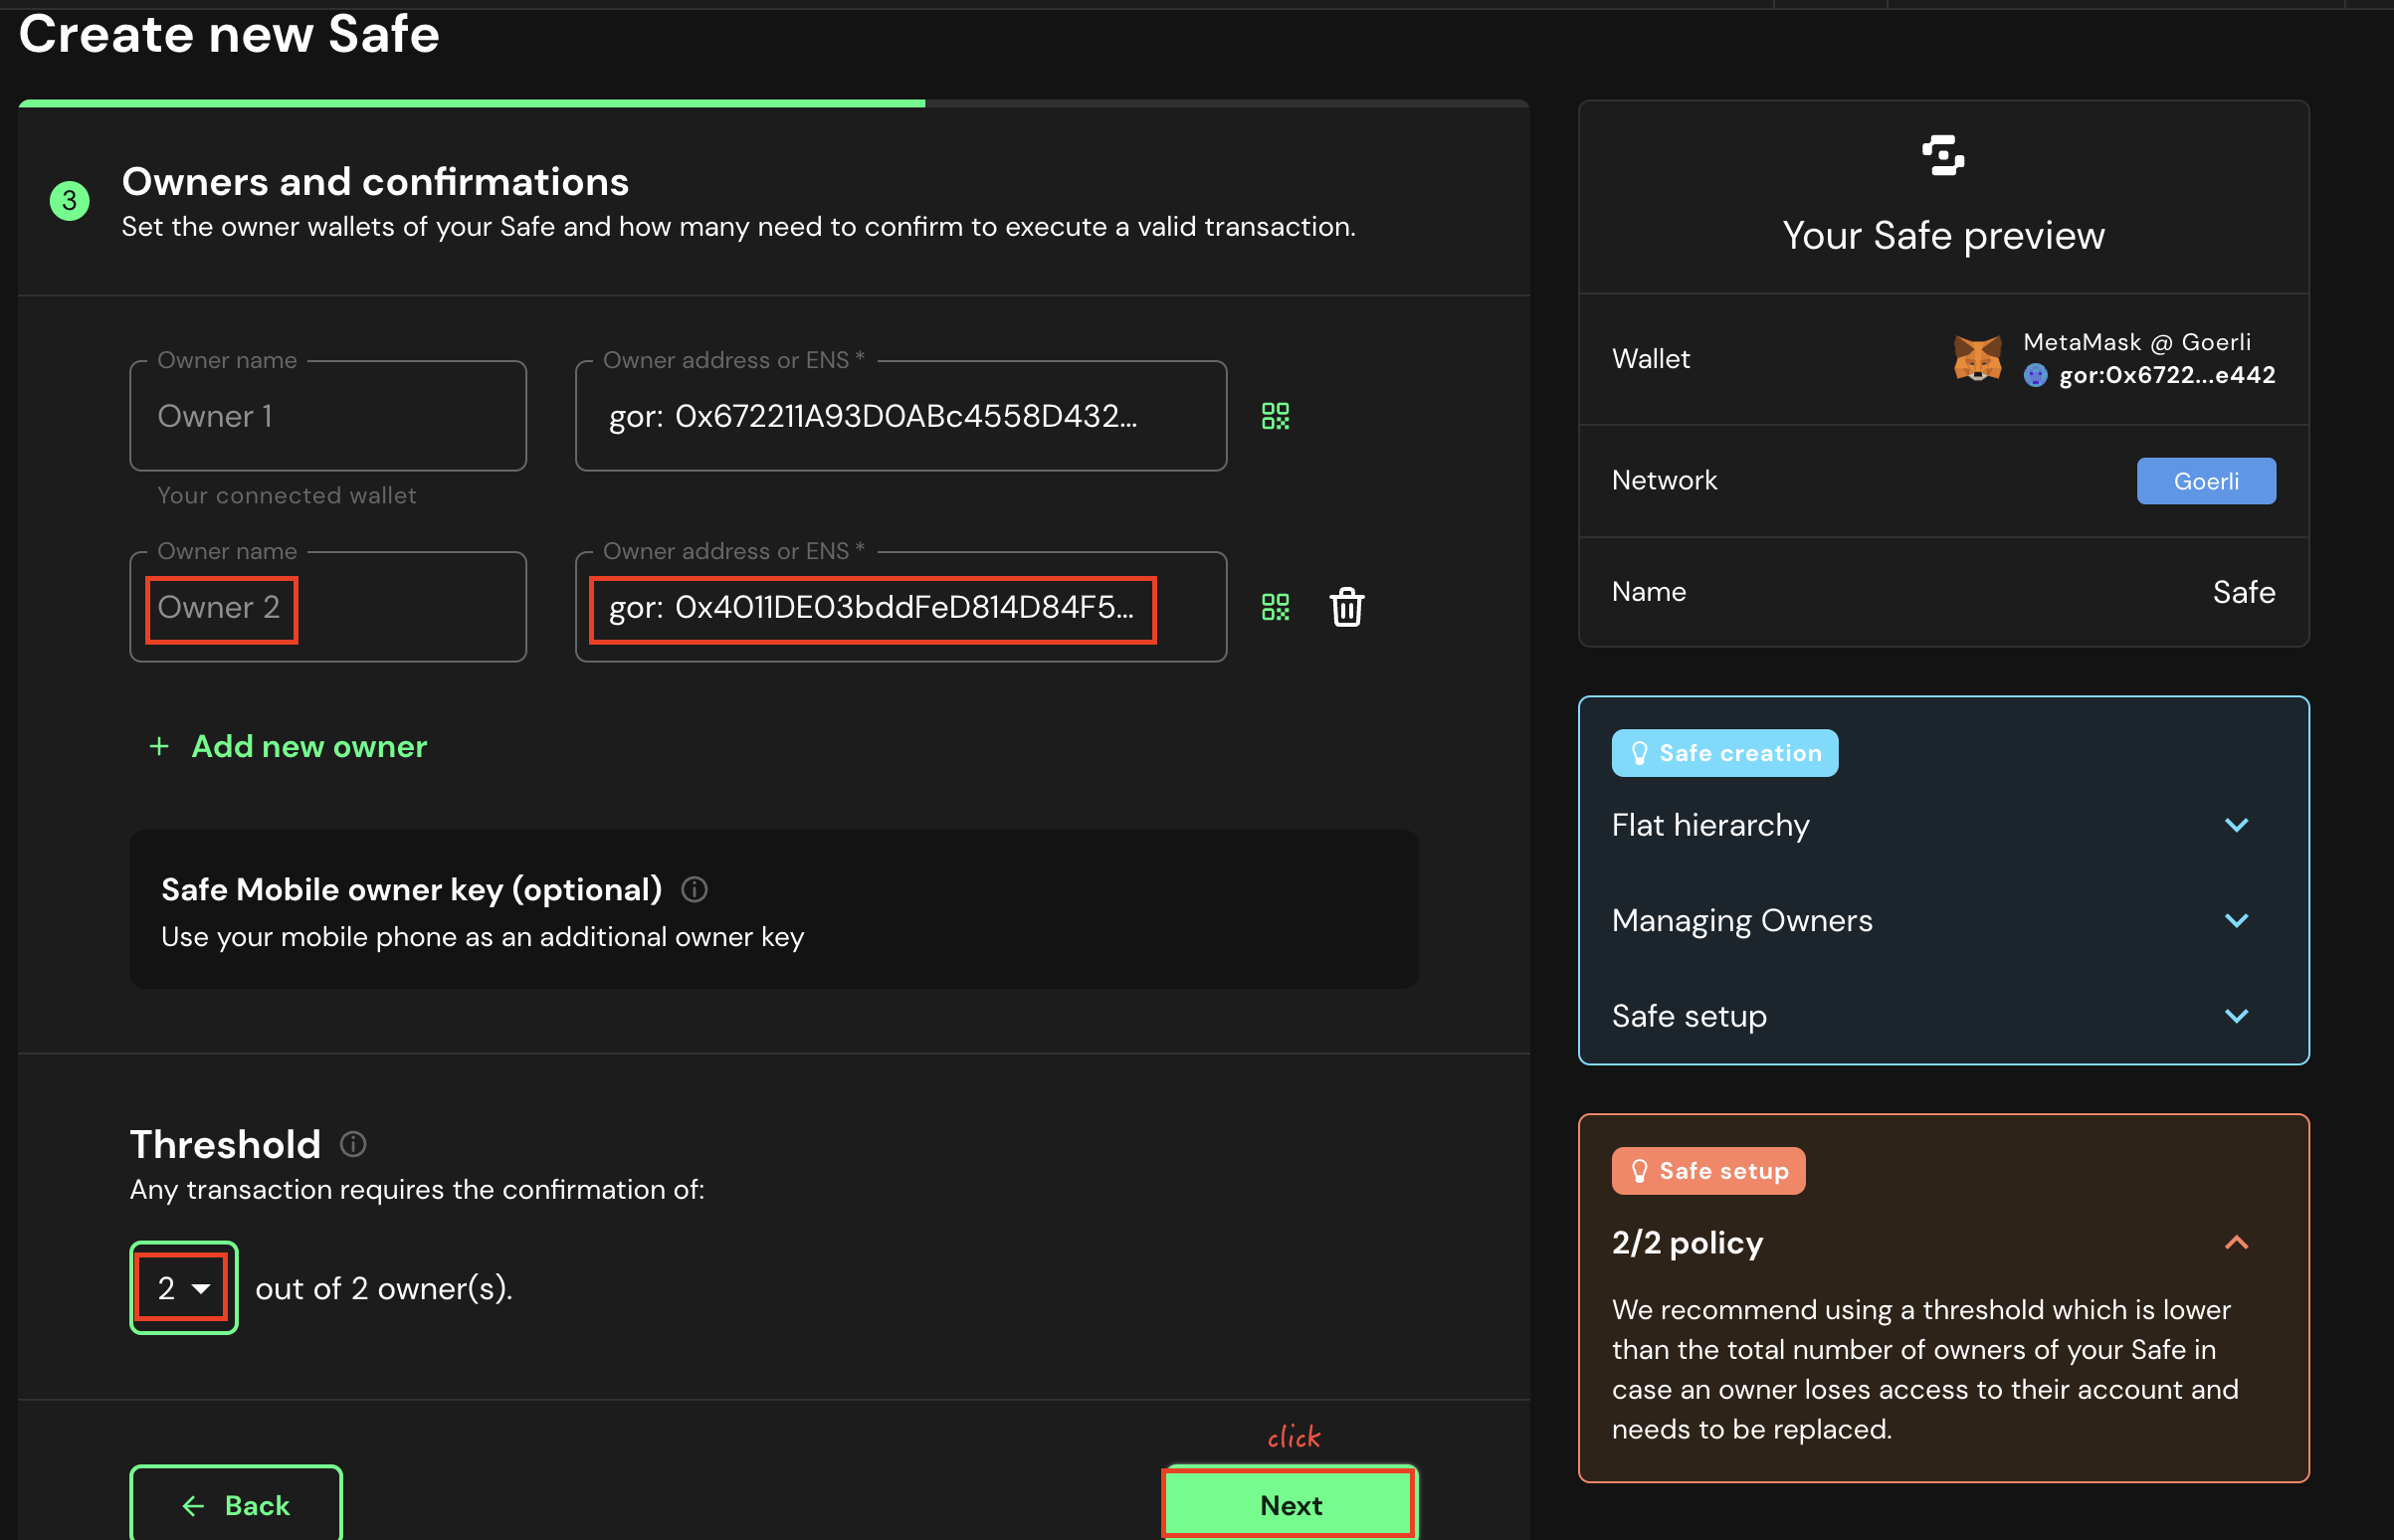 Create new Safe
3
Owners and confirmations
Set the owner wallets of your Safe and how many need to confirm to execute a valid transaction.
Owner name
Owner 1
Owner address or ENS *
gor: 0x672211A93D0ABc4558D432...
Your connected wallet
Owner name
Owner 2
Owner address or ENS *
gor: 0x4011DE03bddFeD814D84F5...
+ Add new owner
Safe Mobile owner key (optional)
Use your mobile phone as an additional owner key
Threshold
Any transaction requires the confirmation of:
2 out of 2 owner(s).
click
← Back
Next
Your Safe preview
Wallet
MetaMask @ Goerli
gor:0x6722...e442
Network
Goerli
Name
Safe
Safe creation
Flat hierarchy
Managing Owners
Safe setup
Safe setup
2/2 policy
We recommend using a threshold which is lower
than the total number of owners of your Safe in
case an owner loses access to their account and
needs to be replaced.